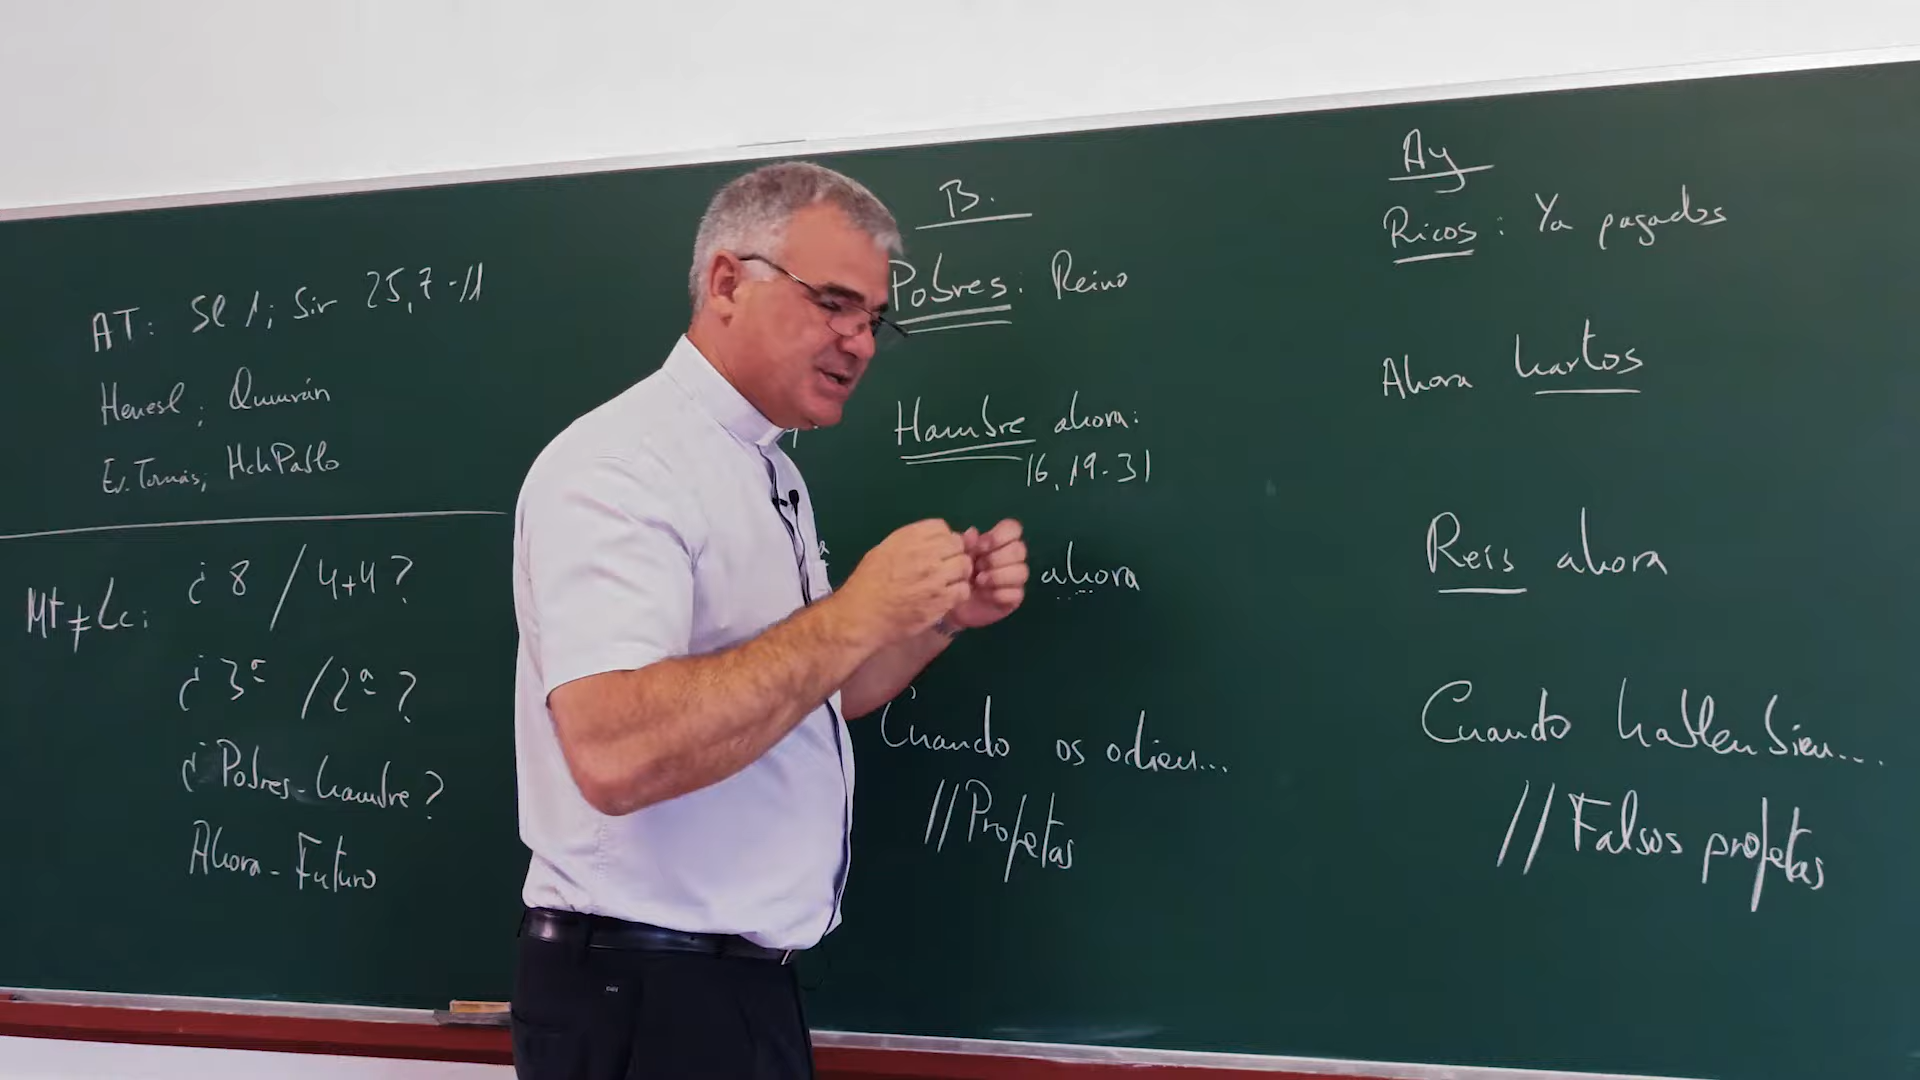 AT: Sl 1; Sir 25,7-11
Henesl; Qumrán
Ev. Tomás; HchPablo
Mt ≠ Lc:
¿8 / 4+4?
¿3ª / 2ª?
¿Pobres-hambre?
Ahora - Futuro
B.
Pobres: Reino
Hambre ahora:
16,19-31
ahora
Cuando os odien...
// Profetas
Ay
Ricos: Ya pagados
Ahora hartos
Reís ahora
Cuando hablen bien...
// Falsos profetas